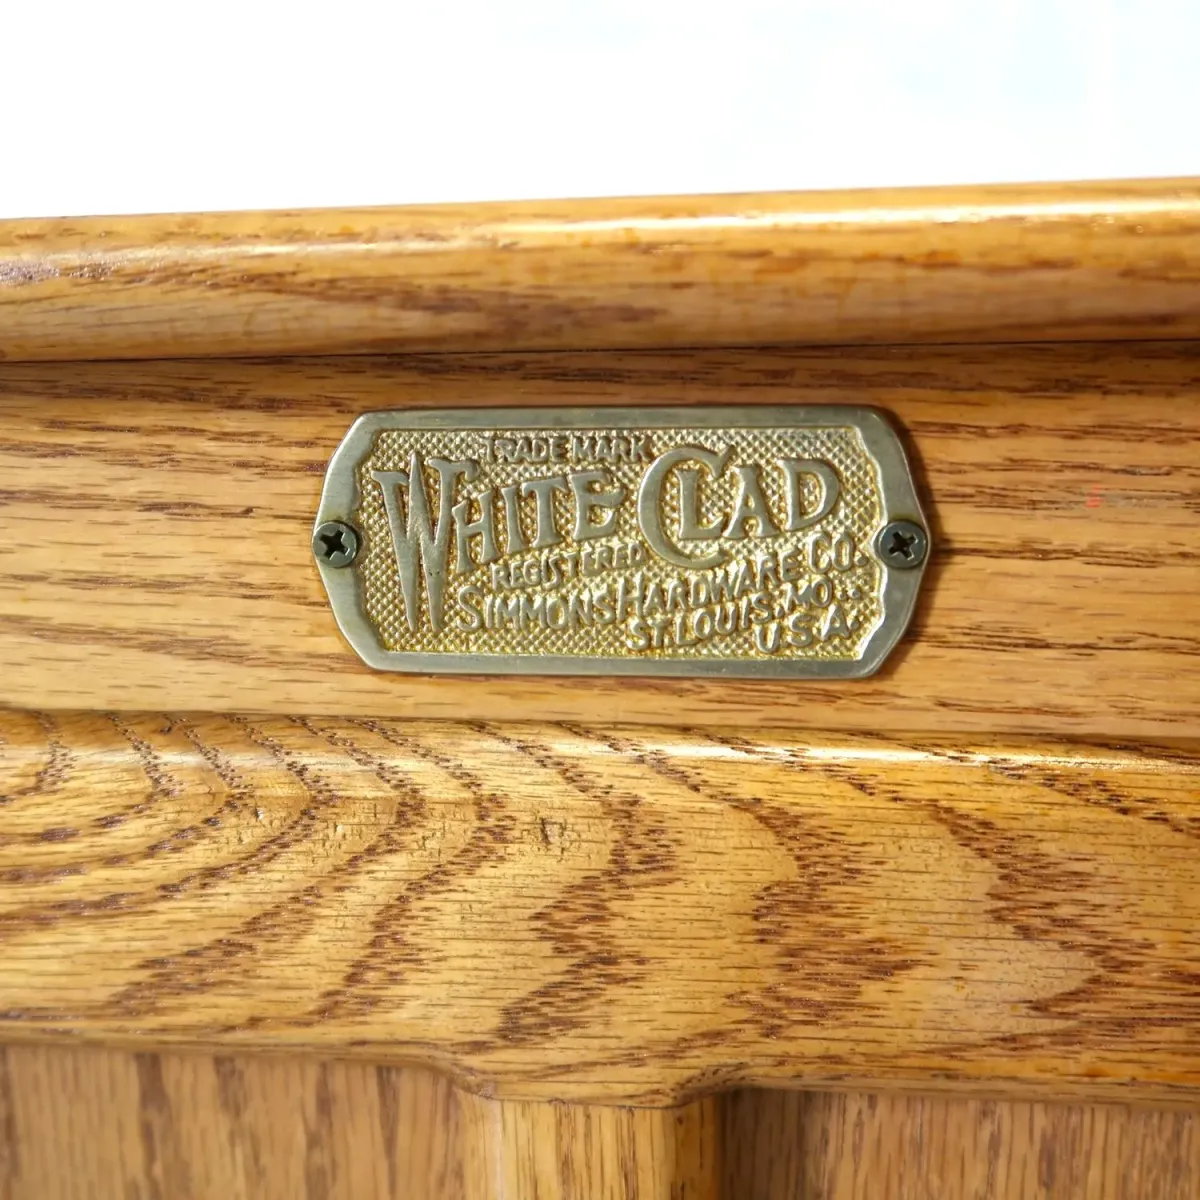 TRADE MARK
WHITE CLAD
REGISTERED
SIMMONS HARDWARE CO.
ST. LOUIS, MO.,
U.S.A.